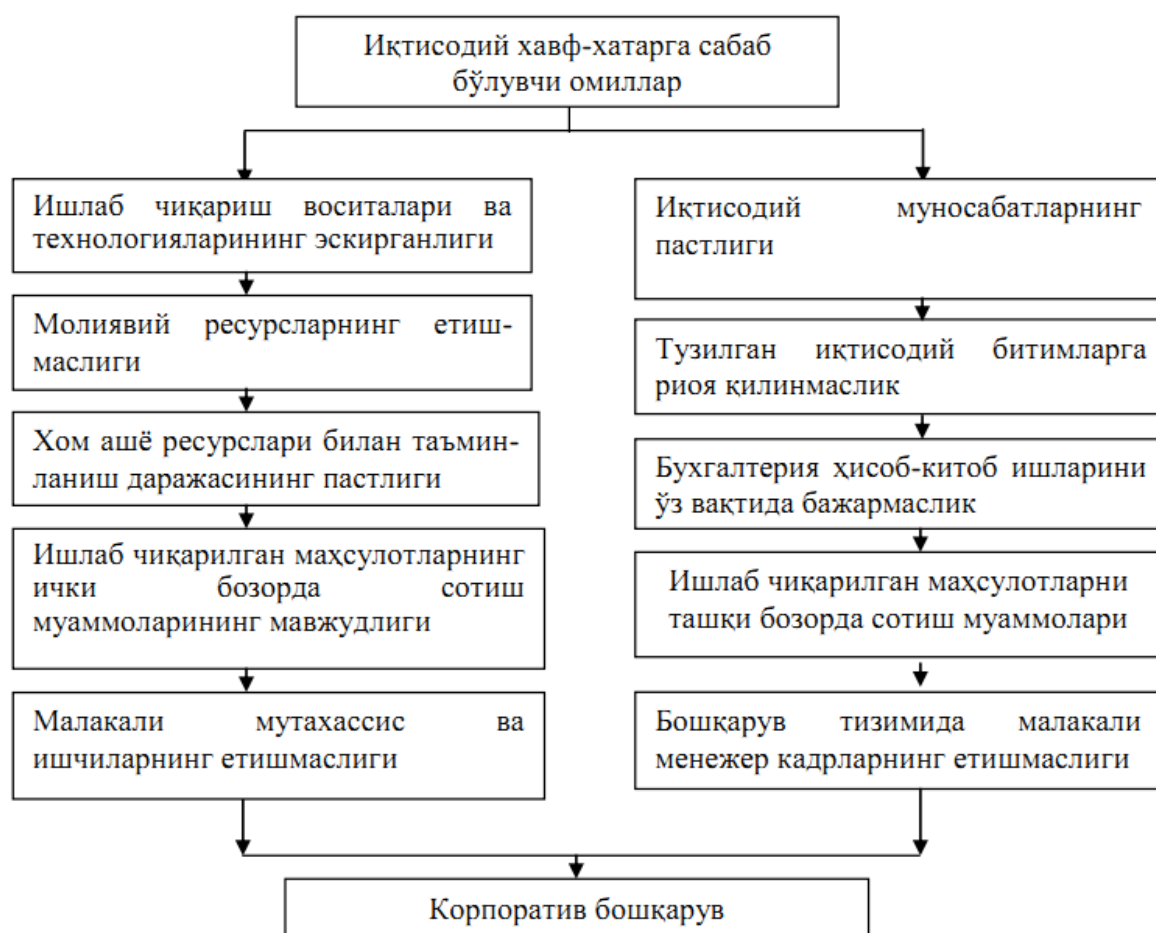 Иқтисодий хавф-хатарга сабаб
бўлувчи омиллар
Ишлаб чиқариш воситалари ва
технологияларининг эскирганлиги
Молиявий ресурсларнинг етиш-
маслиги
Хом ашё ресурслари билан таъмин-
ланиш даражасининг пастлиги
Ишлаб чиқарилган маҳсулотларнинг
ички бозорда сотиш
муаммоларининг мавжудлиги
Малакали мутахассис ва
ишчиларнинг етишмаслиги
Иқтисодий муносабатларнинг
пастлиги
Тузилган иқтисодий битимларга
риоя қилинмаслик
Бухгалтерия ҳисоб-китоб ишларини
ўз вақтида бажармаслик
Ишлаб чиқарилган маҳсулотларни
ташқи бозорда сотиш муаммолари
Бошқарув тизимида малакали
менежер кадрларнинг етишмаслиги
Корпоратив бошқарув